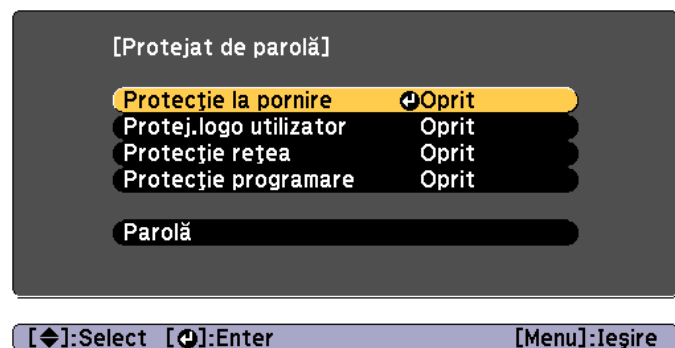 [Protejat de parolă]
Protecţie la pornire Oprit
Protej.logo utilizator Oprit
Protecţie reţea Oprit
Protecţie programare Oprit
Parolă
[◆]:Select [↵]:Enter [Menu]:Ieşire